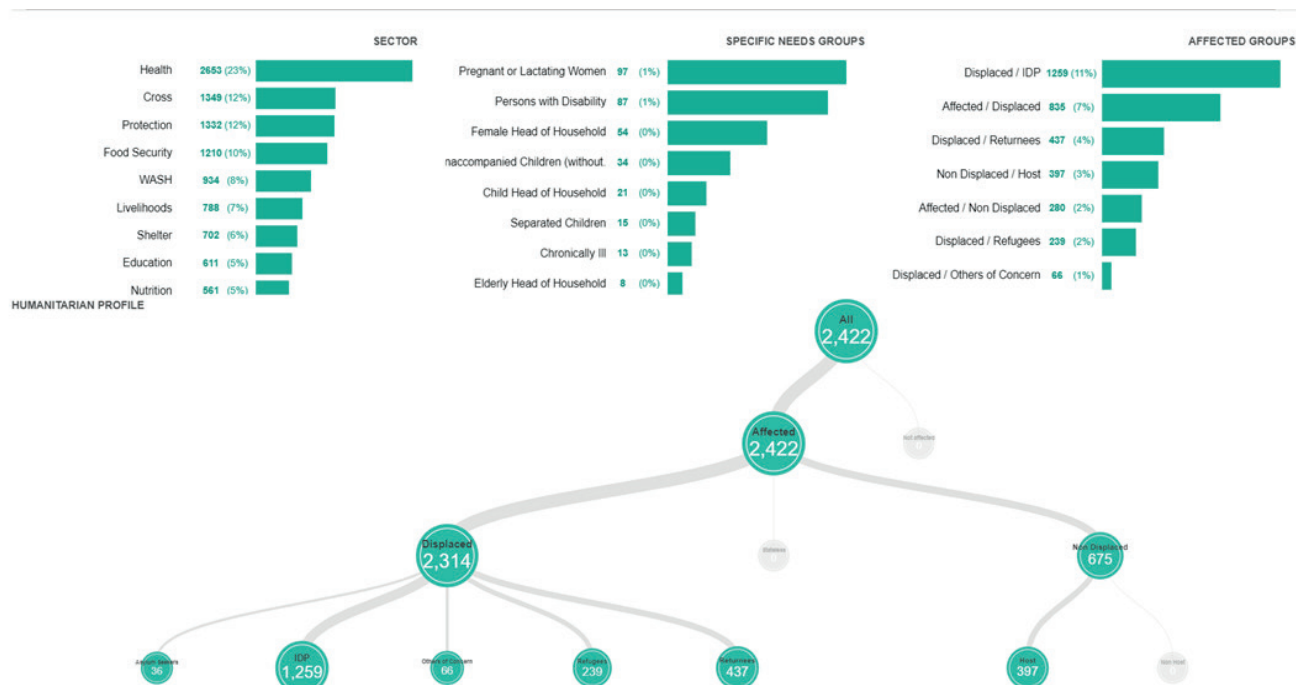 SECTOR
Health 2653 (23%)
Cross 1349 (12%)
Protection 1332 (12%)
Food Security 1210 (10%)
WASH 934 (8%)
Livelihoods 788 (7%)
Shelter 702 (6%)
Education 611 (5%)
Nutrition 561 (5%)
SPECIFIC NEEDS GROUPS
Pregnant or Lactating Women 97 (1%)
Persons with Disability 87 (1%)
Female Head of Household 54 (0%)
naccompanied Children (without. 34 (0%)
Child Head of Household 21 (0%)
Separated Children 15 (0%)
Chronically Ill 13 (0%)
Elderly Head of Household 8 (0%)
AFFECTED GROUPS
Displaced / IDP 1259 (11%)
Affected / Displaced 835 (7%)
Displaced / Returnees 437 (4%)
Non Displaced / Host 397 (3%)
Affected / Non Displaced 280 (2%)
Displaced / Refugees 239 (2%)
Displaced / Others of Concern 66 (1%)
HUMANITARIAN PROFILE
All
2,422
Affected
2,422
Not affected
0
Displaced
2,314
0
Non Displaced
675
36
IDP
1,259
Others of Concern
66
Refugees
239
Returnees
437
Host
397
Non Host
0